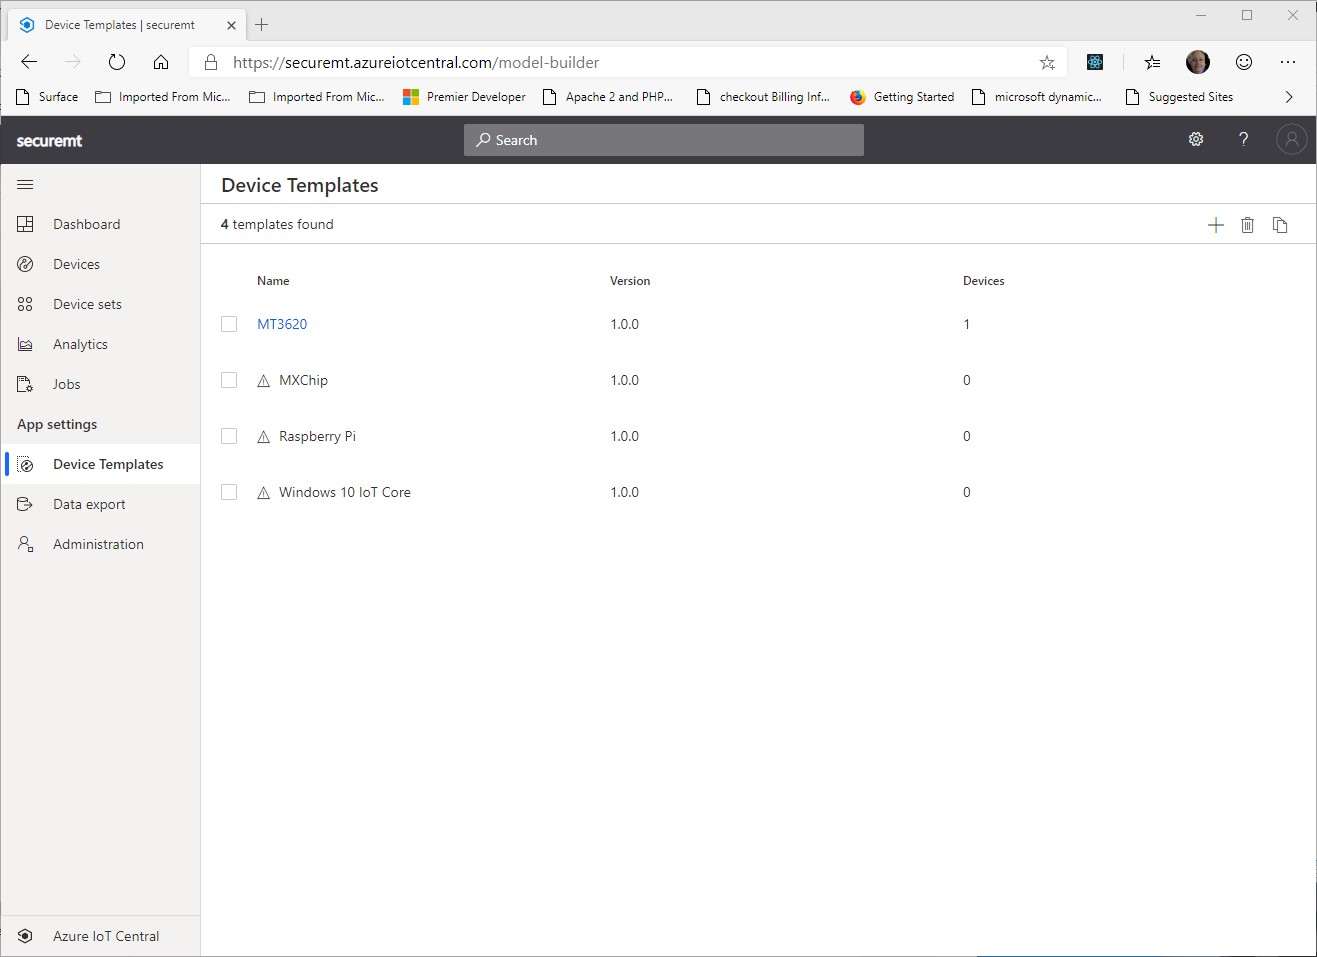 Device Templates | securemt
https://securemt.azureiotcentral.com/model-builder
Surface Imported From Mic... Imported From Mic... Premier Developer Apache 2 and PHP... checkout Billing Inf... Getting Started microsoft dynamic... Suggested Sites
securemt Search ?
Device Templates
4 templates found
Dashboard
Devices
Device sets
Analytics
Jobs
App settings
Device Templates
Data export
Administration
Azure IoT Central
Name Version Devices
MT3620 1.0.0 1
MXChip 1.0.0 0
Raspberry Pi 1.0.0 0
Windows 10 IoT Core 1.0.0 0